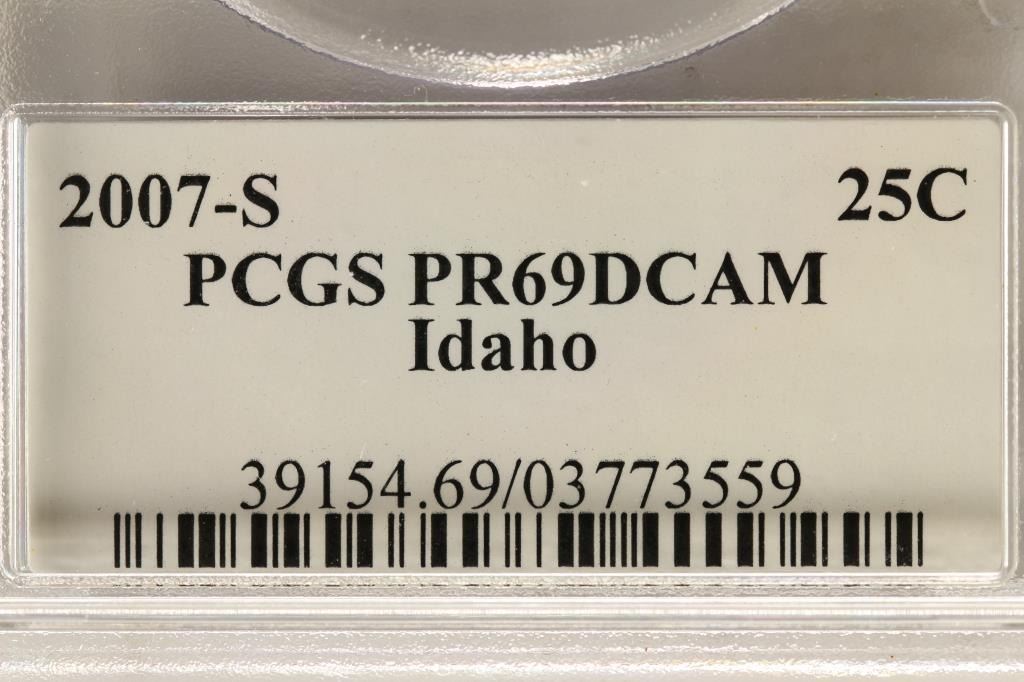 2007-S 25C
PCGS PR69DCAM
Idaho
39154.69/03773559